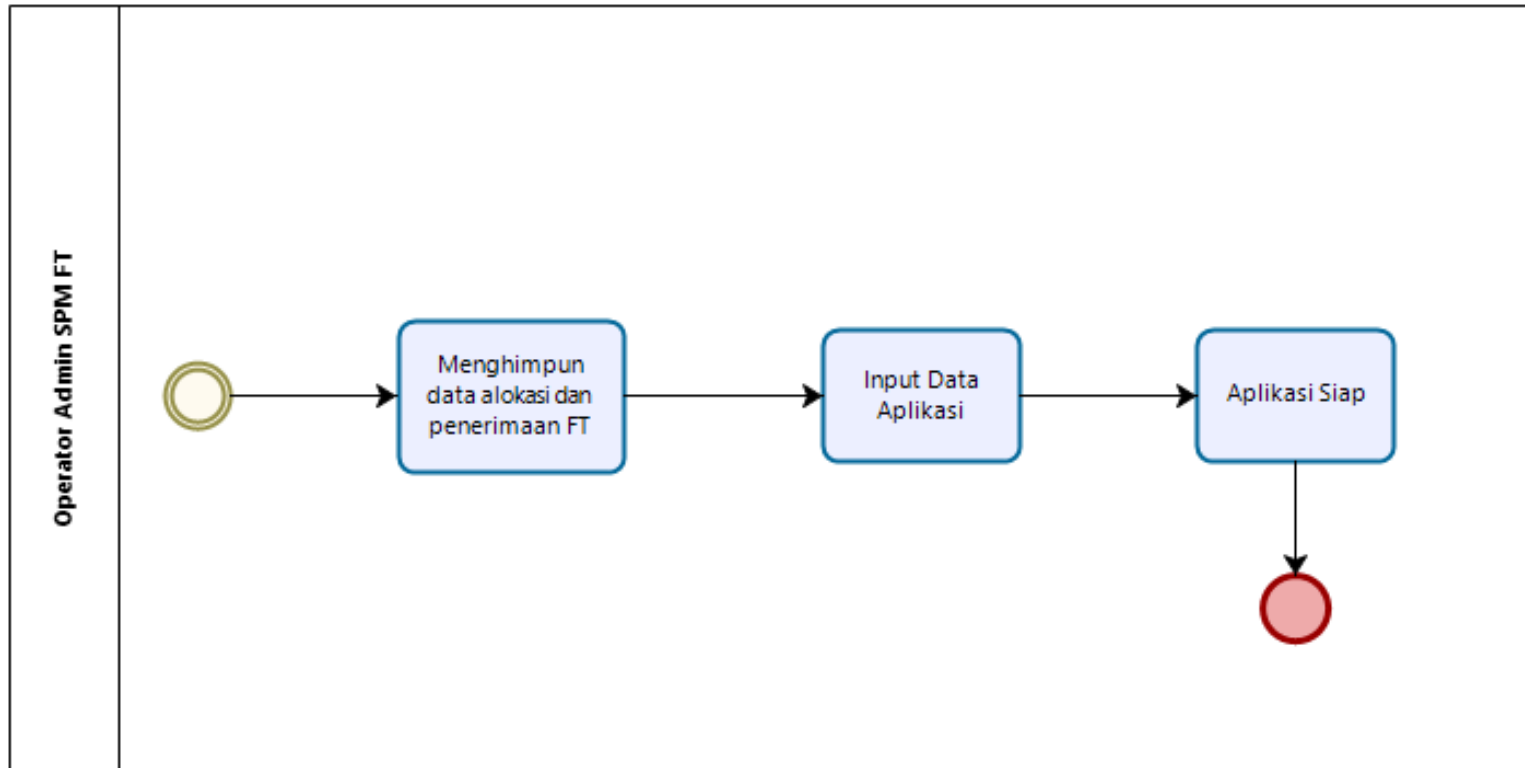 Operator Admin SPM FT
Menghimpun
data alokasi dan
penerimaan FT
Input Data
Aplikasi
Aplikasi Siap